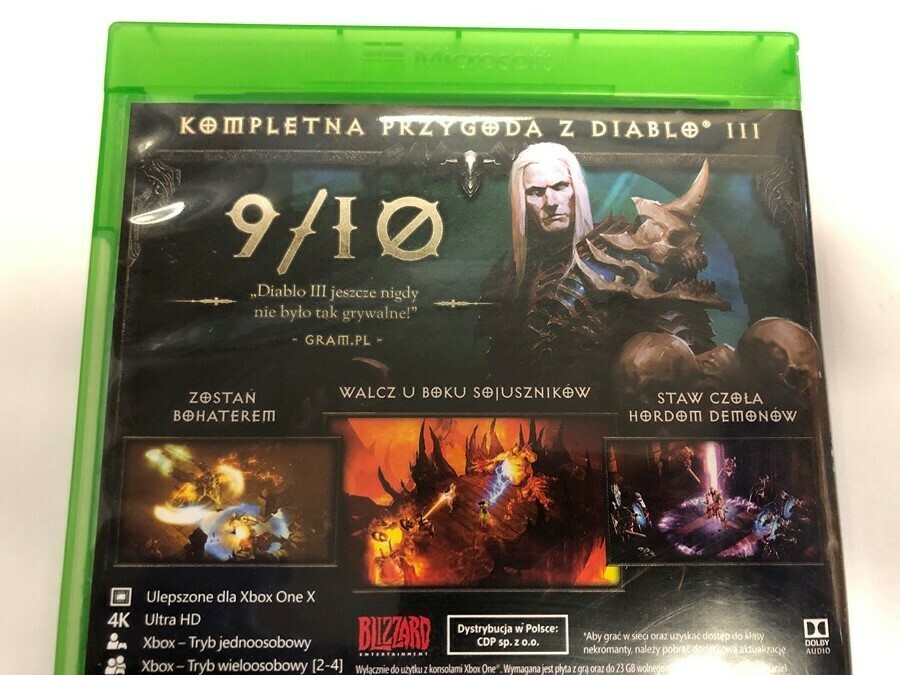 Microsoft
KOMPLETNA PRZYGODA Z DIABLO® III
9/10
„Diablo III jeszcze nigdy
nie było tak grywalne!”
- GRAM.PL -
ZOSTAŃ
BOHATEREM
WALCZ U BOKU SOJUSZNIKÓW
STAW CZOŁA
HORDOM DEMONÓW
Ulepszone dla Xbox One X
4K Ultra HD
Xbox – Tryb jednoosobowy
Xbox – Tryb wieloosobowy [2-4]
BLIZZARD
ENTERTAINMENT
Dystrybucja w Polsce:
CDP sp. z o.o.
*Aby grać w sieci oraz uzyskać dostęp do klasy
nekromanty, należy pobrać dodatkową aktualizację.
DOLBY
AUDIO
Wyłącznie do użytku z konsolami Xbox One®. Wymagana jest płyta z grą oraz do 23 GB wolnego